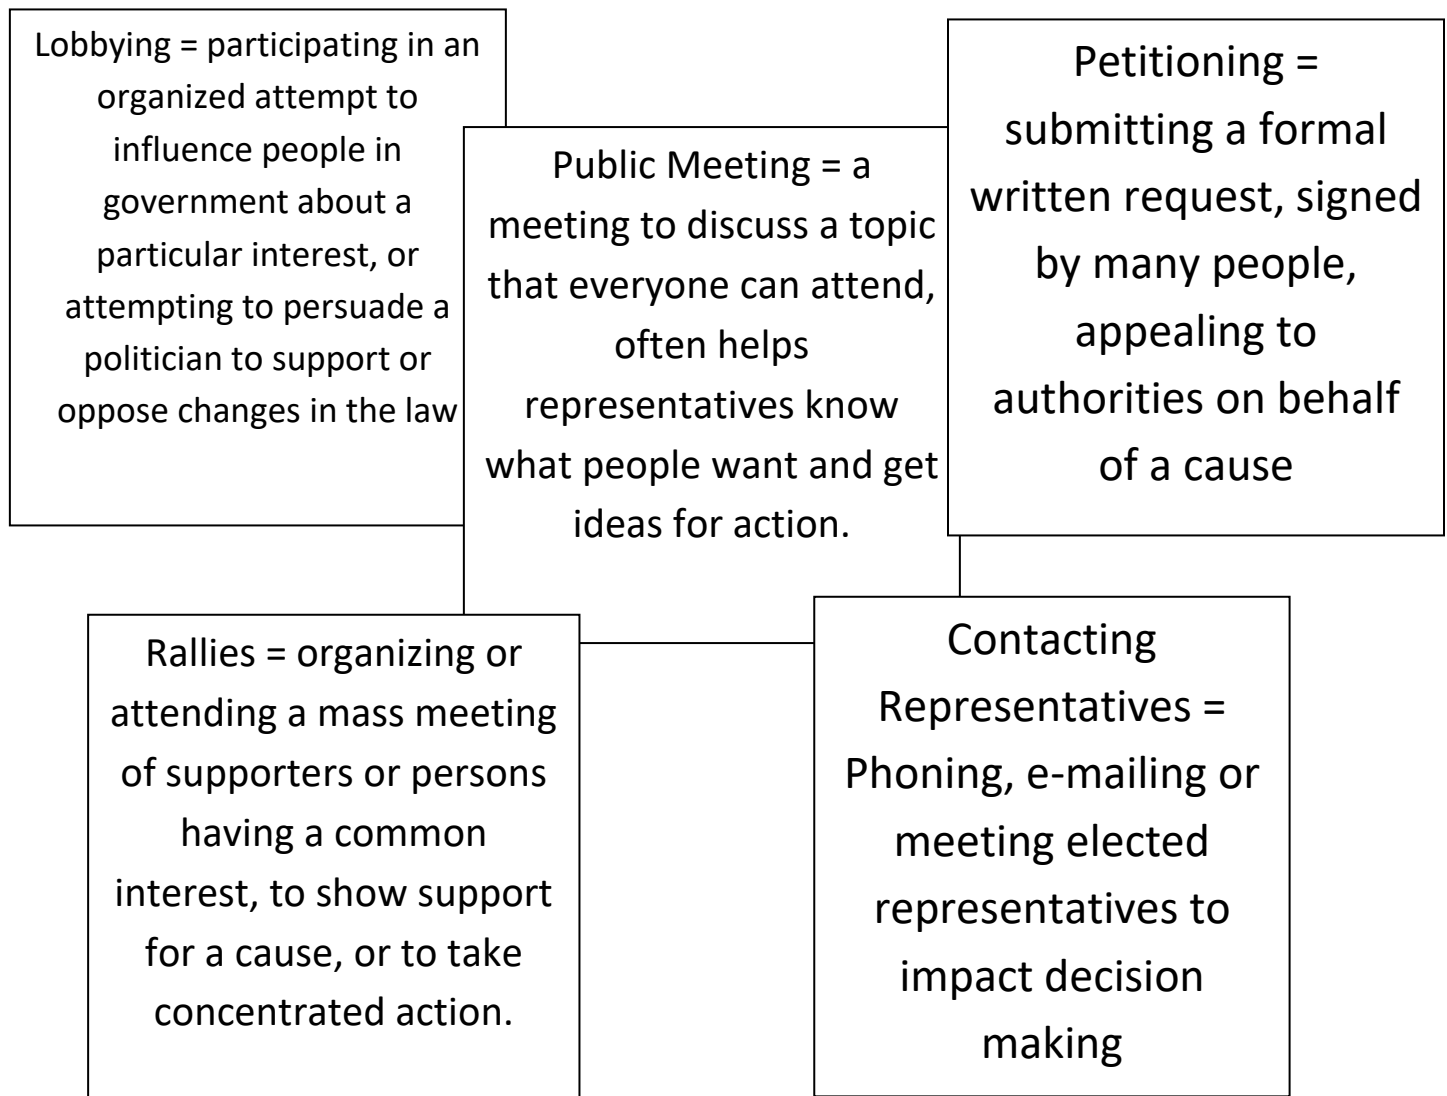 Lobbying = participating in an
organized attempt to
influence people in
government about a
particular interest, or
attempting to persuade a
politician to support or
oppose changes in the law
Public Meeting = a
meeting to discuss a topic
that everyone can attend,
often helps
representatives know
what people want and get
ideas for action.
Petitioning =
submitting a formal
written request, signed
by many people,
appealing to
authorities on behalf
of a cause
Rallies = organizing or
attending a mass meeting
of supporters or persons
having a common
interest, to show support
for a cause, or to take
concentrated action.
Contacting
Representatives =
Phoning, e-mailing or
meeting elected
representatives to
impact decision
making